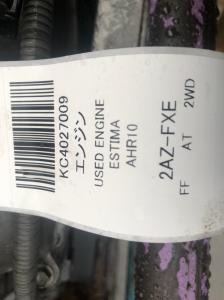 KC4027009
エンジン
USED ENGINE
ESTIMA
AHR10
2AZ-FXE
FF AT 2WD